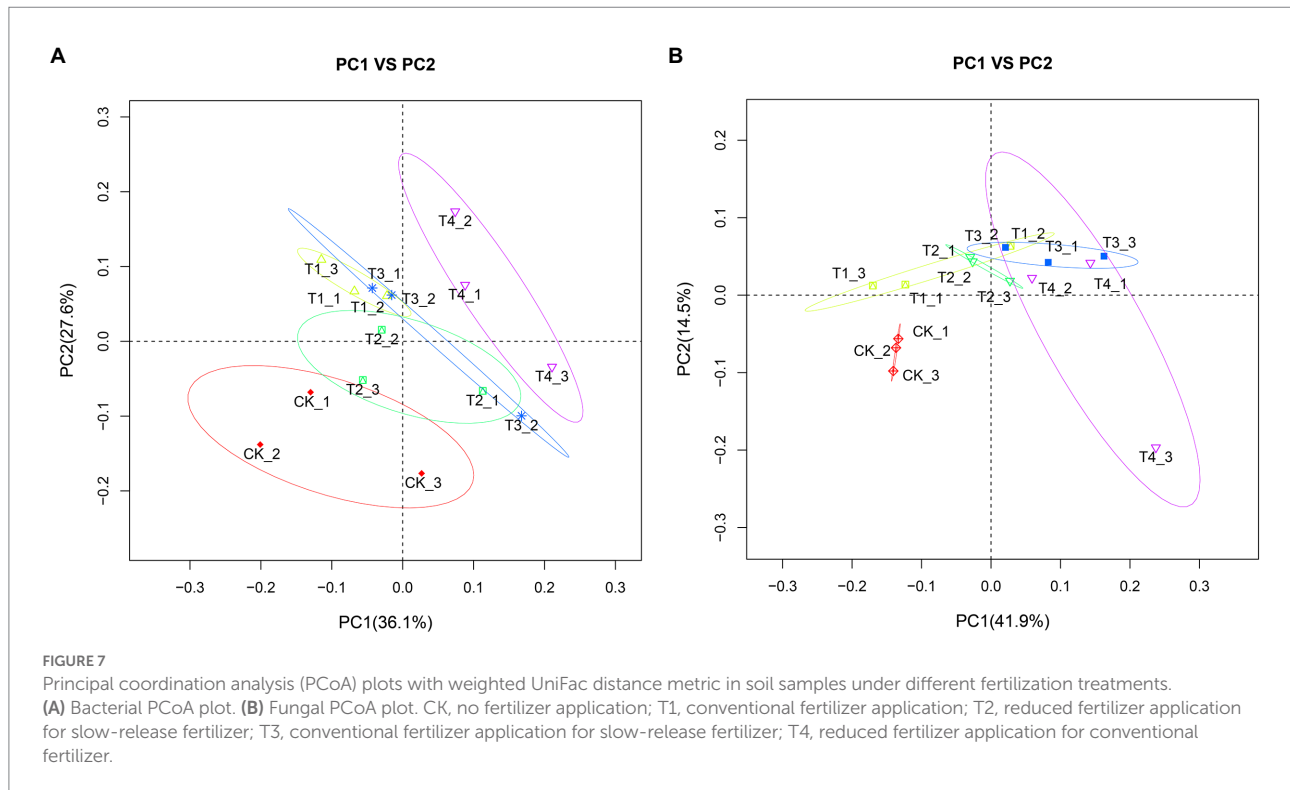 A
PC1 VS PC2
0.3
0.2
0.1
0.0
−0.1
−0.2
PC2(27.6%)
T4_2
T1_3
T3_1
T1_1
T3_2
T4_1
T1_2
T2_2
T4_3
T2_3
T2_1
CK_1
T3_2
CK_2
CK_3
−0.3
−0.2
−0.1
0.0
0.1
0.2
0.3
PC1(36.1%)
B
PC1 VS PC2
0.2
0.1
0.0
−0.1
−0.2
−0.3
PC2(14.5%)
T3_2
T1_2
T2_1
T3_1
T3_3
T1_3
T2_2
T4_1
T1_1
T2_3
T4_2
CK_1
CK_2
CK_3
T4_3
−0.3
−0.2
−0.1
0.0
0.1
0.2
0.3
PC1(41.9%)
FIGURE 7
Principal coordination analysis (PCoA) plots with weighted UniFac distance metric in soil samples under different fertilization treatments.
(A) Bacterial PCoA plot. (B) Fungal PCoA plot. CK, no fertilizer application; T1, conventional fertilizer application; T2, reduced fertilizer application
for slow-release fertilizer; T3, conventional fertilizer application for slow-release fertilizer; T4, reduced fertilizer application for conventional
fertilizer.